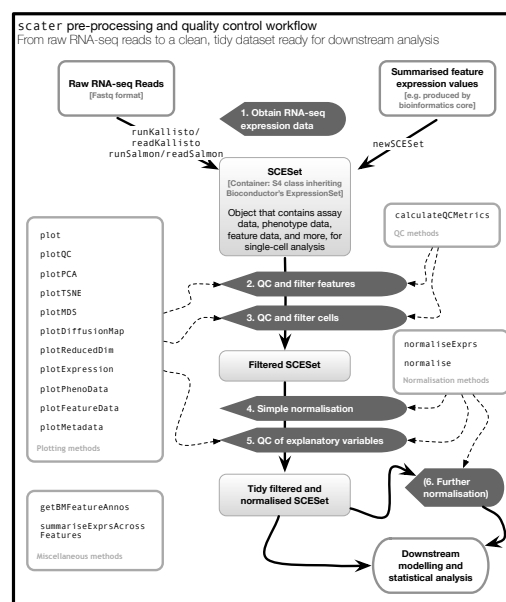 scater pre-processing and quality control workflow
From raw RNA-seq reads to a clean, tidy dataset ready for downstream analysis
Raw RNA-seq Reads
[Fastq format]
Summarised feature
expression values
[e.g. produced by
bioinformatics core]
1. Obtain RNA-seq
expression data
runKallisto/
readKallisto
runSalmon/readSalmon
newSCESet
SCESet
[Container: S4 class inheriting
Bioconductor's ExpressionSet]
Object that contains assay
data, phenotype data,
feature data, and more, for
single-cell analysis
calculateQCMetrics
QC methods
plot
plotQC
plotPCA
plotTSNE
plotMDS
plotDiffusionMap
plotReducedDim
plotExpression
plotPhenoData
plotFeatureData
plotMetadata
Plotting methods
2. QC and filter features
3. QC and filter cells
Filtered SCESet
normaliseExprs
normalise
Normalisation methods
4. Simple normalisation
5. QC of explanatory variables
Tidy filtered and
normalised SCESet
(6. Further
normalisation)
getBMFeatureAnnos
summariseExprsAcross
Features
Miscellaneous methods
Downstream
modelling and
statistical analysis